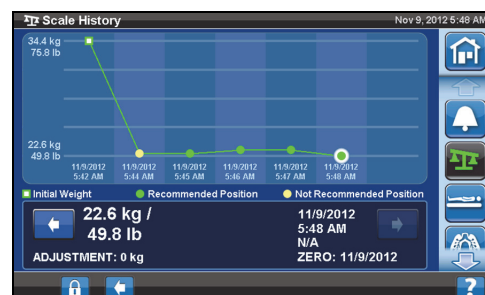 Scale History
Nov 9, 2012 5:48 AM
34.4 kg
75.8 lb
22.6 kg
49.8 lb
11/9/2012 11/9/2012 11/9/2012 11/9/2012 11/9/2012 11/9/2012
5:42 AM 5:44 AM 5:45 AM 5:46 AM 5:47 AM 5:48 AM
Initial Weight Recommended Position Not Recommended Position
22.6 kg /
49.8 lb
ADJUSTMENT: 0 kg
11/9/2012
5:48 AM
N/A
ZERO: 11/9/2012
?